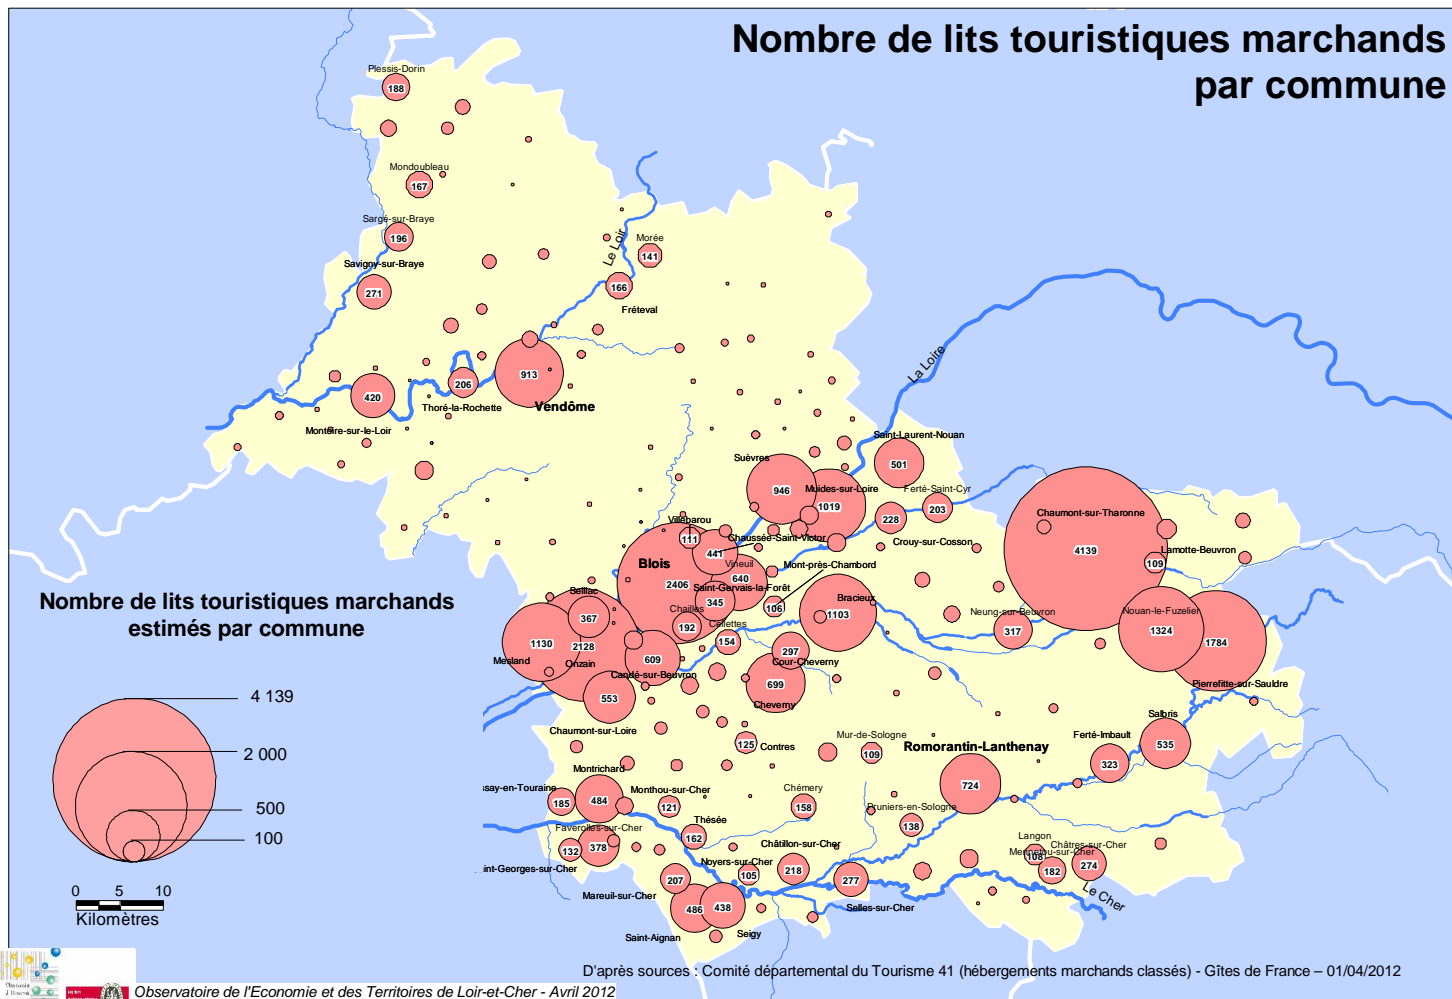 Nombre de lits touristiques marchands
par commune
Plessis-Dorin
188
Mondoubleau
167
Sargé-sur-Braye
196
Savigny-sur-Braye
271
Le Loir
Morée
141
166
Fréteval
913
Vendôme
206
Thoré-la-Rochette
420
Montoire-sur-le-Loir
La Loire
Saint-Laurent-Nouan
501
Suèvres
946
Muides-sur-Loire
1019
Ferté-Saint-Cyr
203
228
Crouy-sur-Cosson
Chaumont-sur-Tharonne
4139
Lamotte-Beuvron
109
Villebarou
111
Chaussée-Saint-Victor
441
Blois
2406
Vineuil
640
Mont-près-Chambord
106
Saint-Gervais-la-Forêt
345
Bracieux
1103
Chailles
192
Cellettes
154
Neung-sur-Beuvron
317
Nouan-le-Fuzelier
1324
1784
Pierrefitte-sur-Sauldre
Seillac
367
1130
Mesland
2128
Onzain
609
Candé-sur-Beuvron
297
Cour-Cheverny
699
Cheverny
553
Chaumont-sur-Loire
125
Contres
Mur-de-Sologne
109
Romorantin-Lanthenay
724
Salbris
535
Ferté-Imbault
323
Montrichard
484
ssay-en-Touraine
185
Monthou-sur-Cher
121
Chémery
158
Pruniers-en-Sologne
138
Thésée
162
Faverolles-sur-Cher
378
132
int-Georges-sur-Cher
Châtillon-sur-Cher
218
Noyers-sur-Cher
105
207
Mareuil-sur-Cher
486
Saint-Aignan
438
Seigy
277
Selles-sur-Cher
Langon
108
Mennetou-sur-Cher
182
Châtres-sur-Cher
274
Le Cher
Nombre de lits touristiques marchands
estimés par commune
4 139
2 000
500
100
0 5 10
Kilomètres
D'après sources : Comité départemental du Tourisme 41 (hébergements marchands classés) - Gîtes de France – 01/04/2012
Observatoire de l'Economie et des Territoires de Loir-et-Cher - Avril 2012